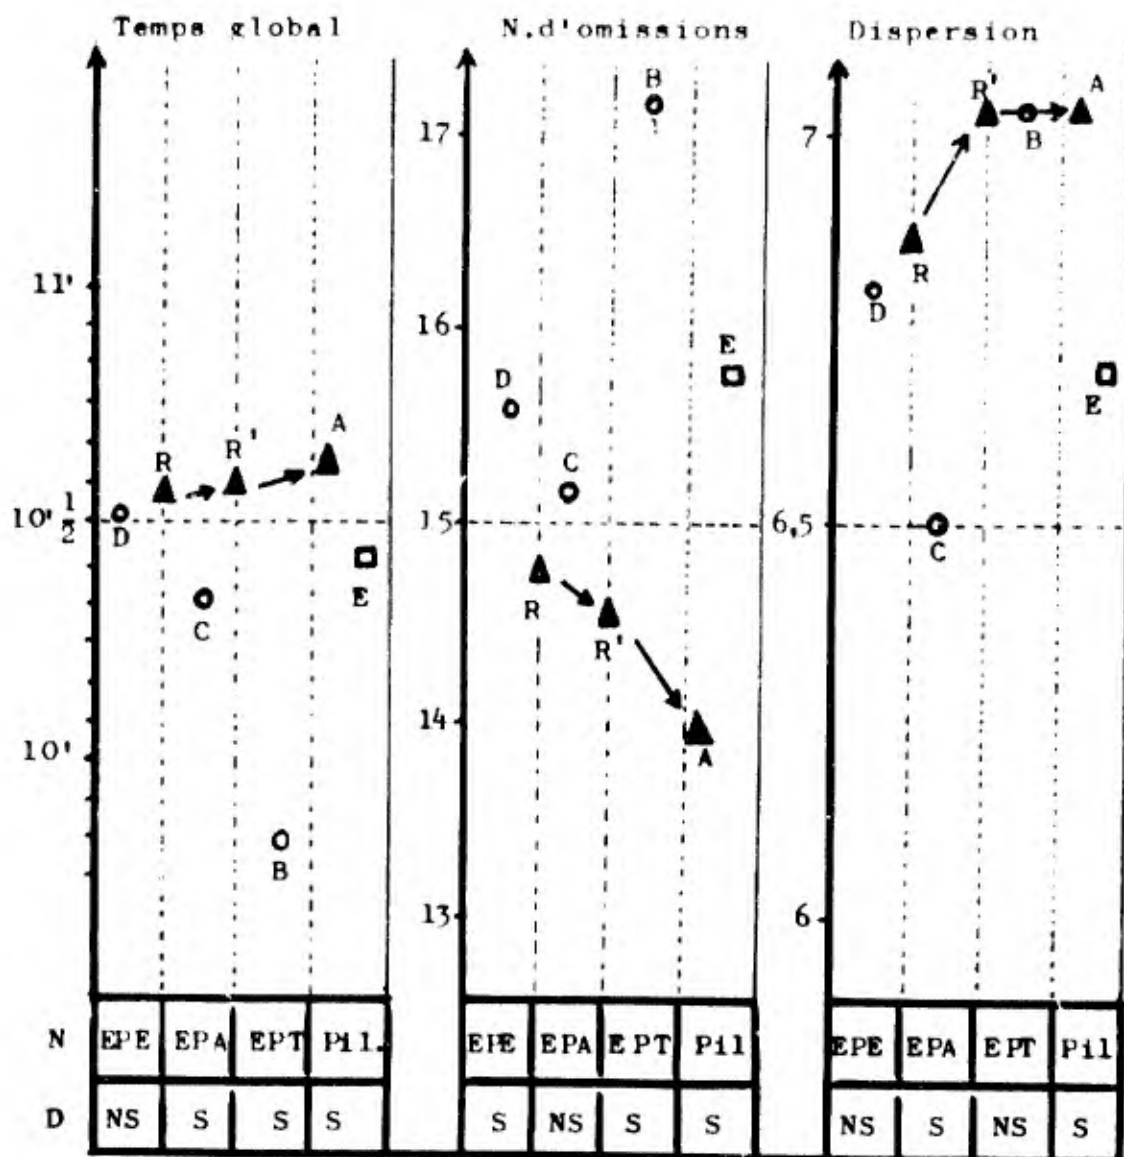 Temps global N.d'omissions Dispersion
B R' A
17 7 B
R
11' D
16
E
D E
A
R R' C
10'½ D 15 6,5
C
R
E
C R R'
14
10' A
B
13 6
N EPE EPA EPT Pil. EPE EPA EPT Pil EPE EPA EPT Pil
D NS S S S S NS S S NS S NS S